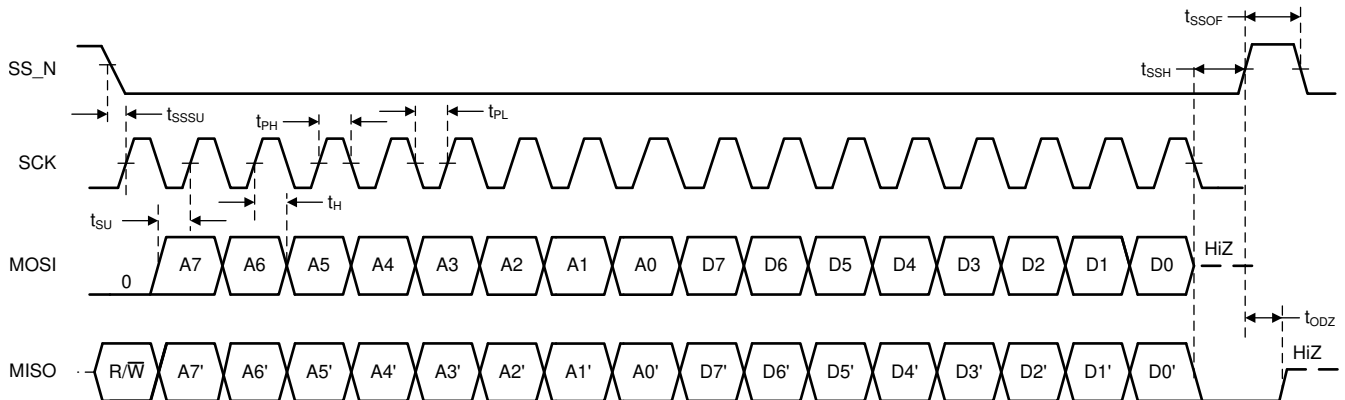 tSSOF
SS_N
tSSH
tSSSU
tPH
tPL
SCK
tSU
tH
MOSI
0 A7 A6 A5 A4 A3 A2 A1 A0 D7 D6 D5 D4 D3 D2 D1 D0 HiZ
tODZ
MISO
R/W̅ A7' A6' A5' A4' A3' A2' A1' A0' D7' D6' D5' D4' D3' D2' D1' D0' HiZ